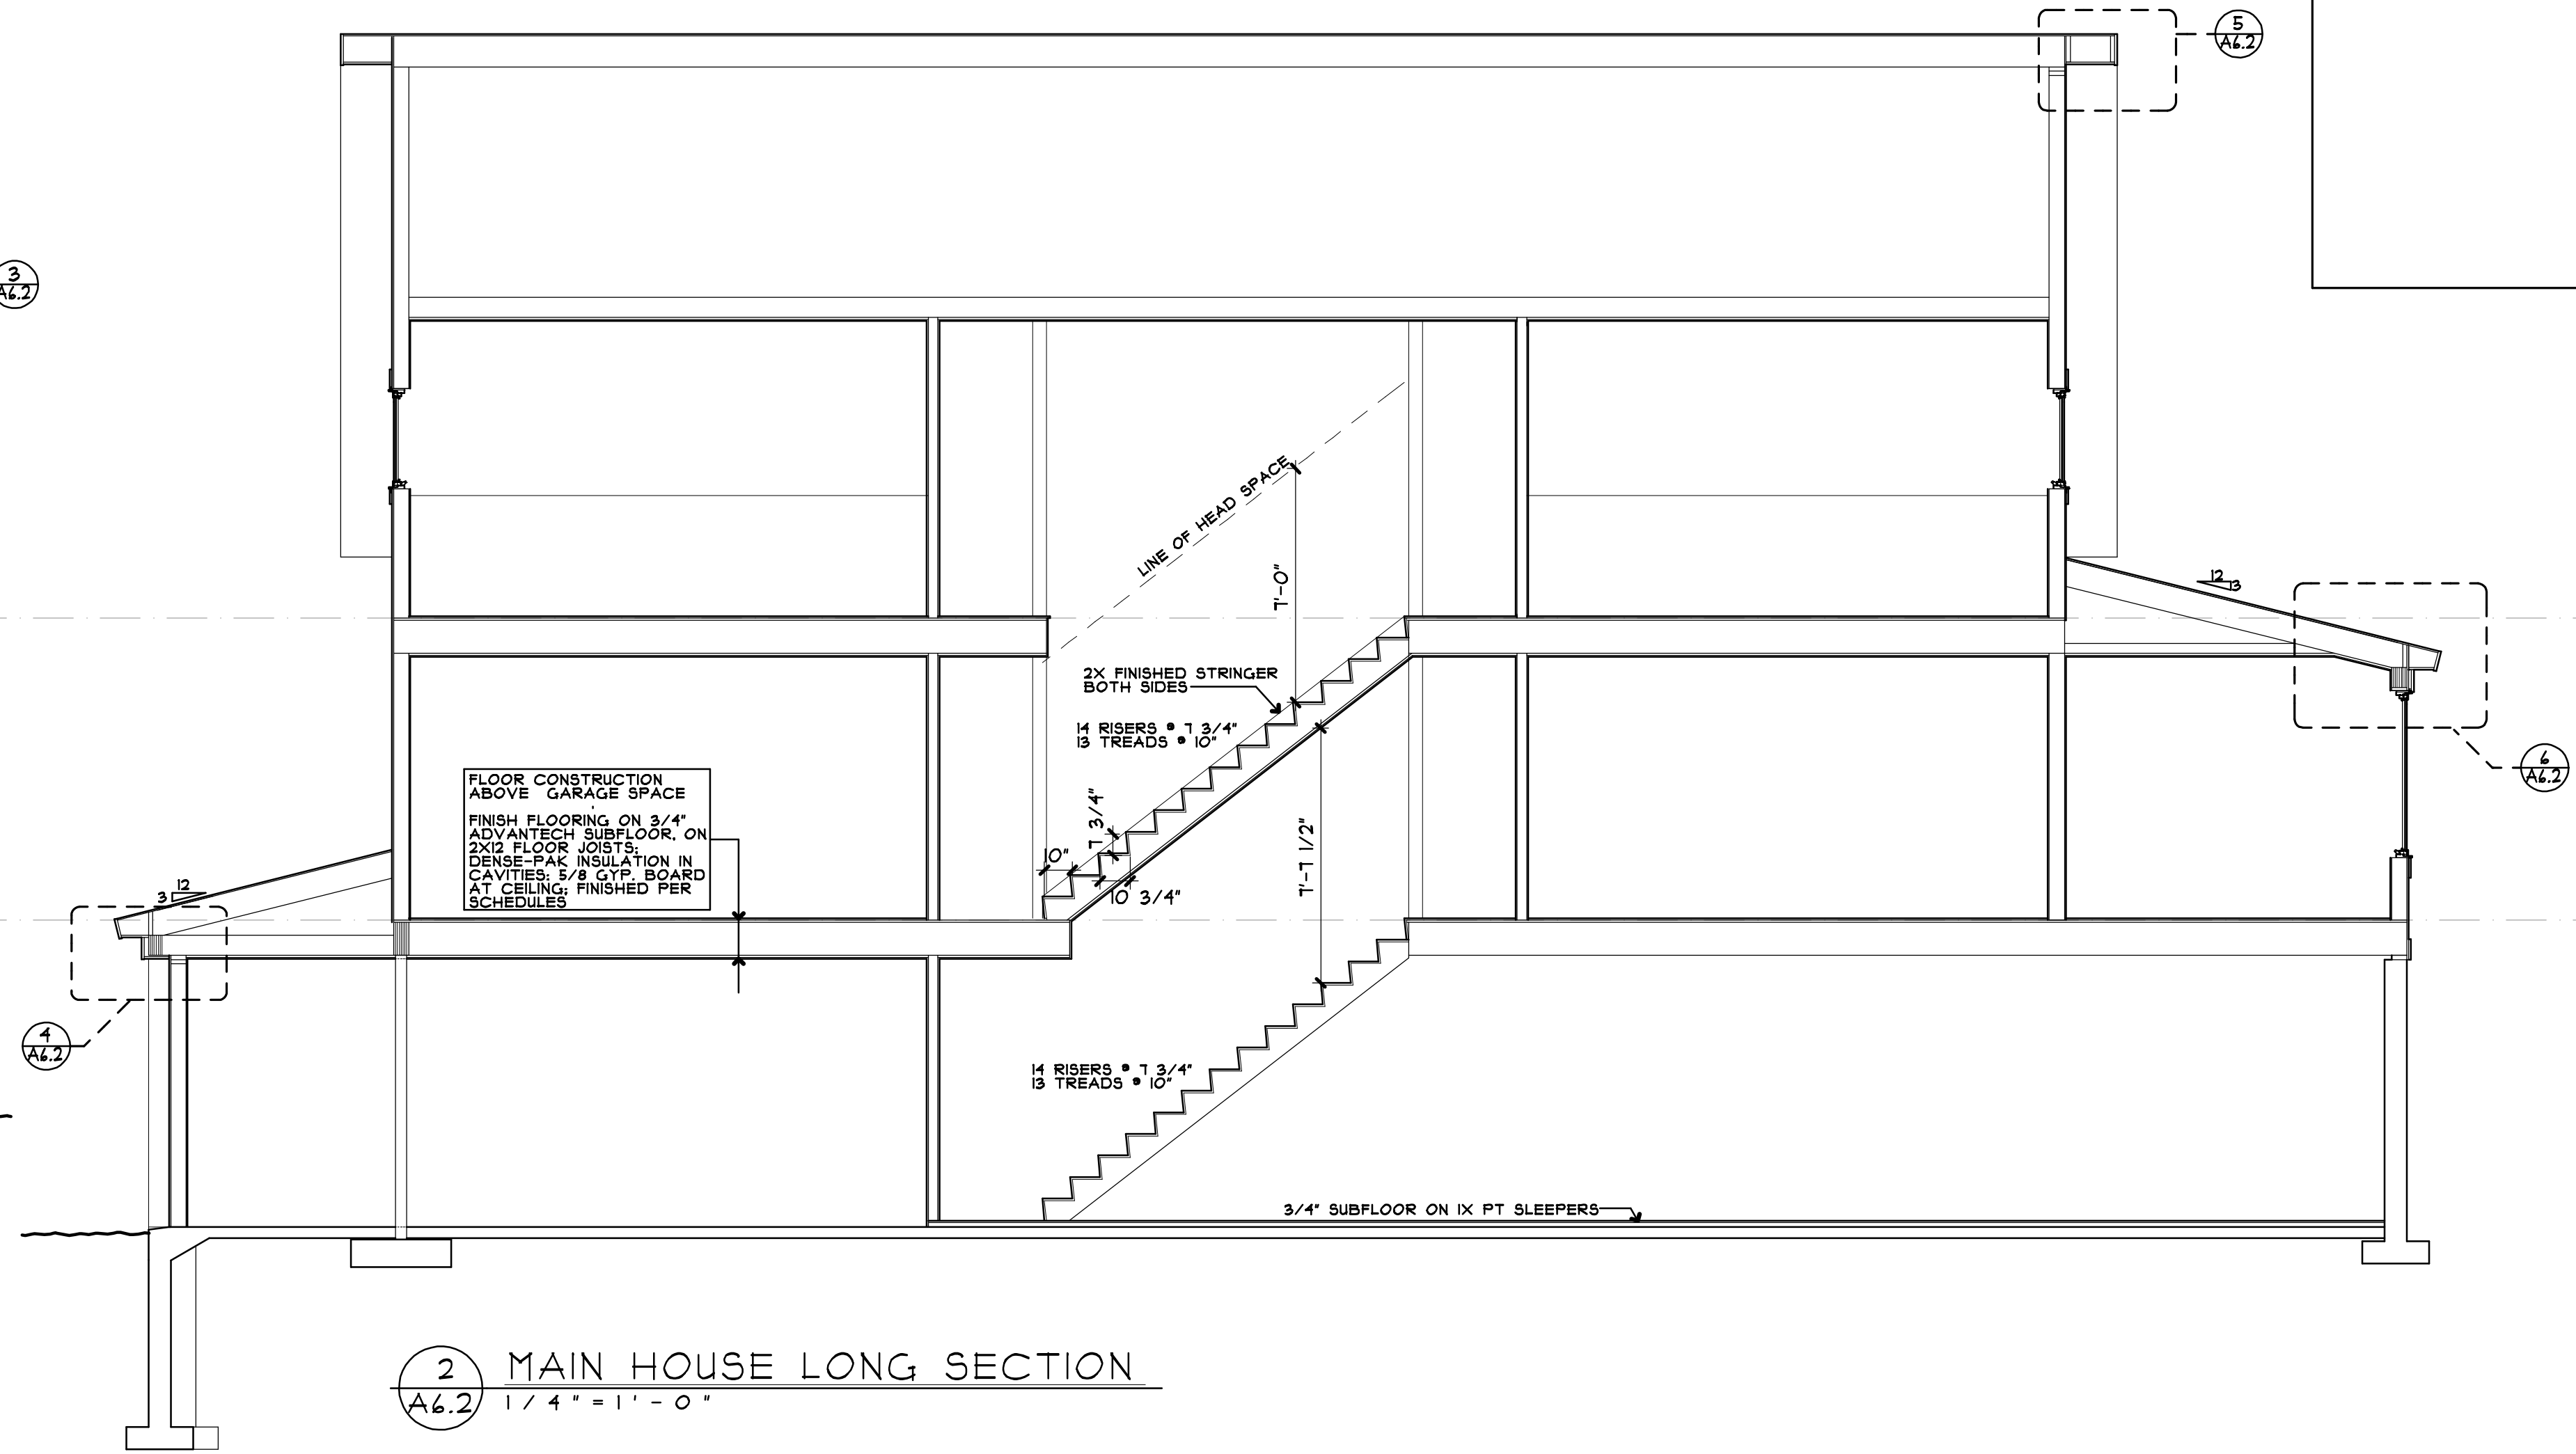 5
A6.2
3
A6.2
12
3
LINE OF HEAD SPACE
7'-0"
2X FINISHED STRINGER
BOTH SIDES
14 RISERS @ 7 3/4"
13 TREADS @ 10"
6
A6.2
FLOOR CONSTRUCTION
ABOVE GARAGE SPACE
FINISH FLOORING ON 3/4"
ADVANTECH SUBFLOOR, ON
2X12 FLOOR JOISTS;
DENSE-PAK INSULATION IN
CAVITIES; 5/8 GYP. BOARD
AT CEILING; FINISHED PER
SCHEDULES
7 3/4"
10"
10 3/4"
7'-7 1/2"
12
3
4
A6.2
14 RISERS @ 7 3/4"
13 TREADS @ 10"
3/4" SUBFLOOR ON 1X PT SLEEPERS
2
A6.2
MAIN HOUSE LONG SECTION
1/4"=1'-0"